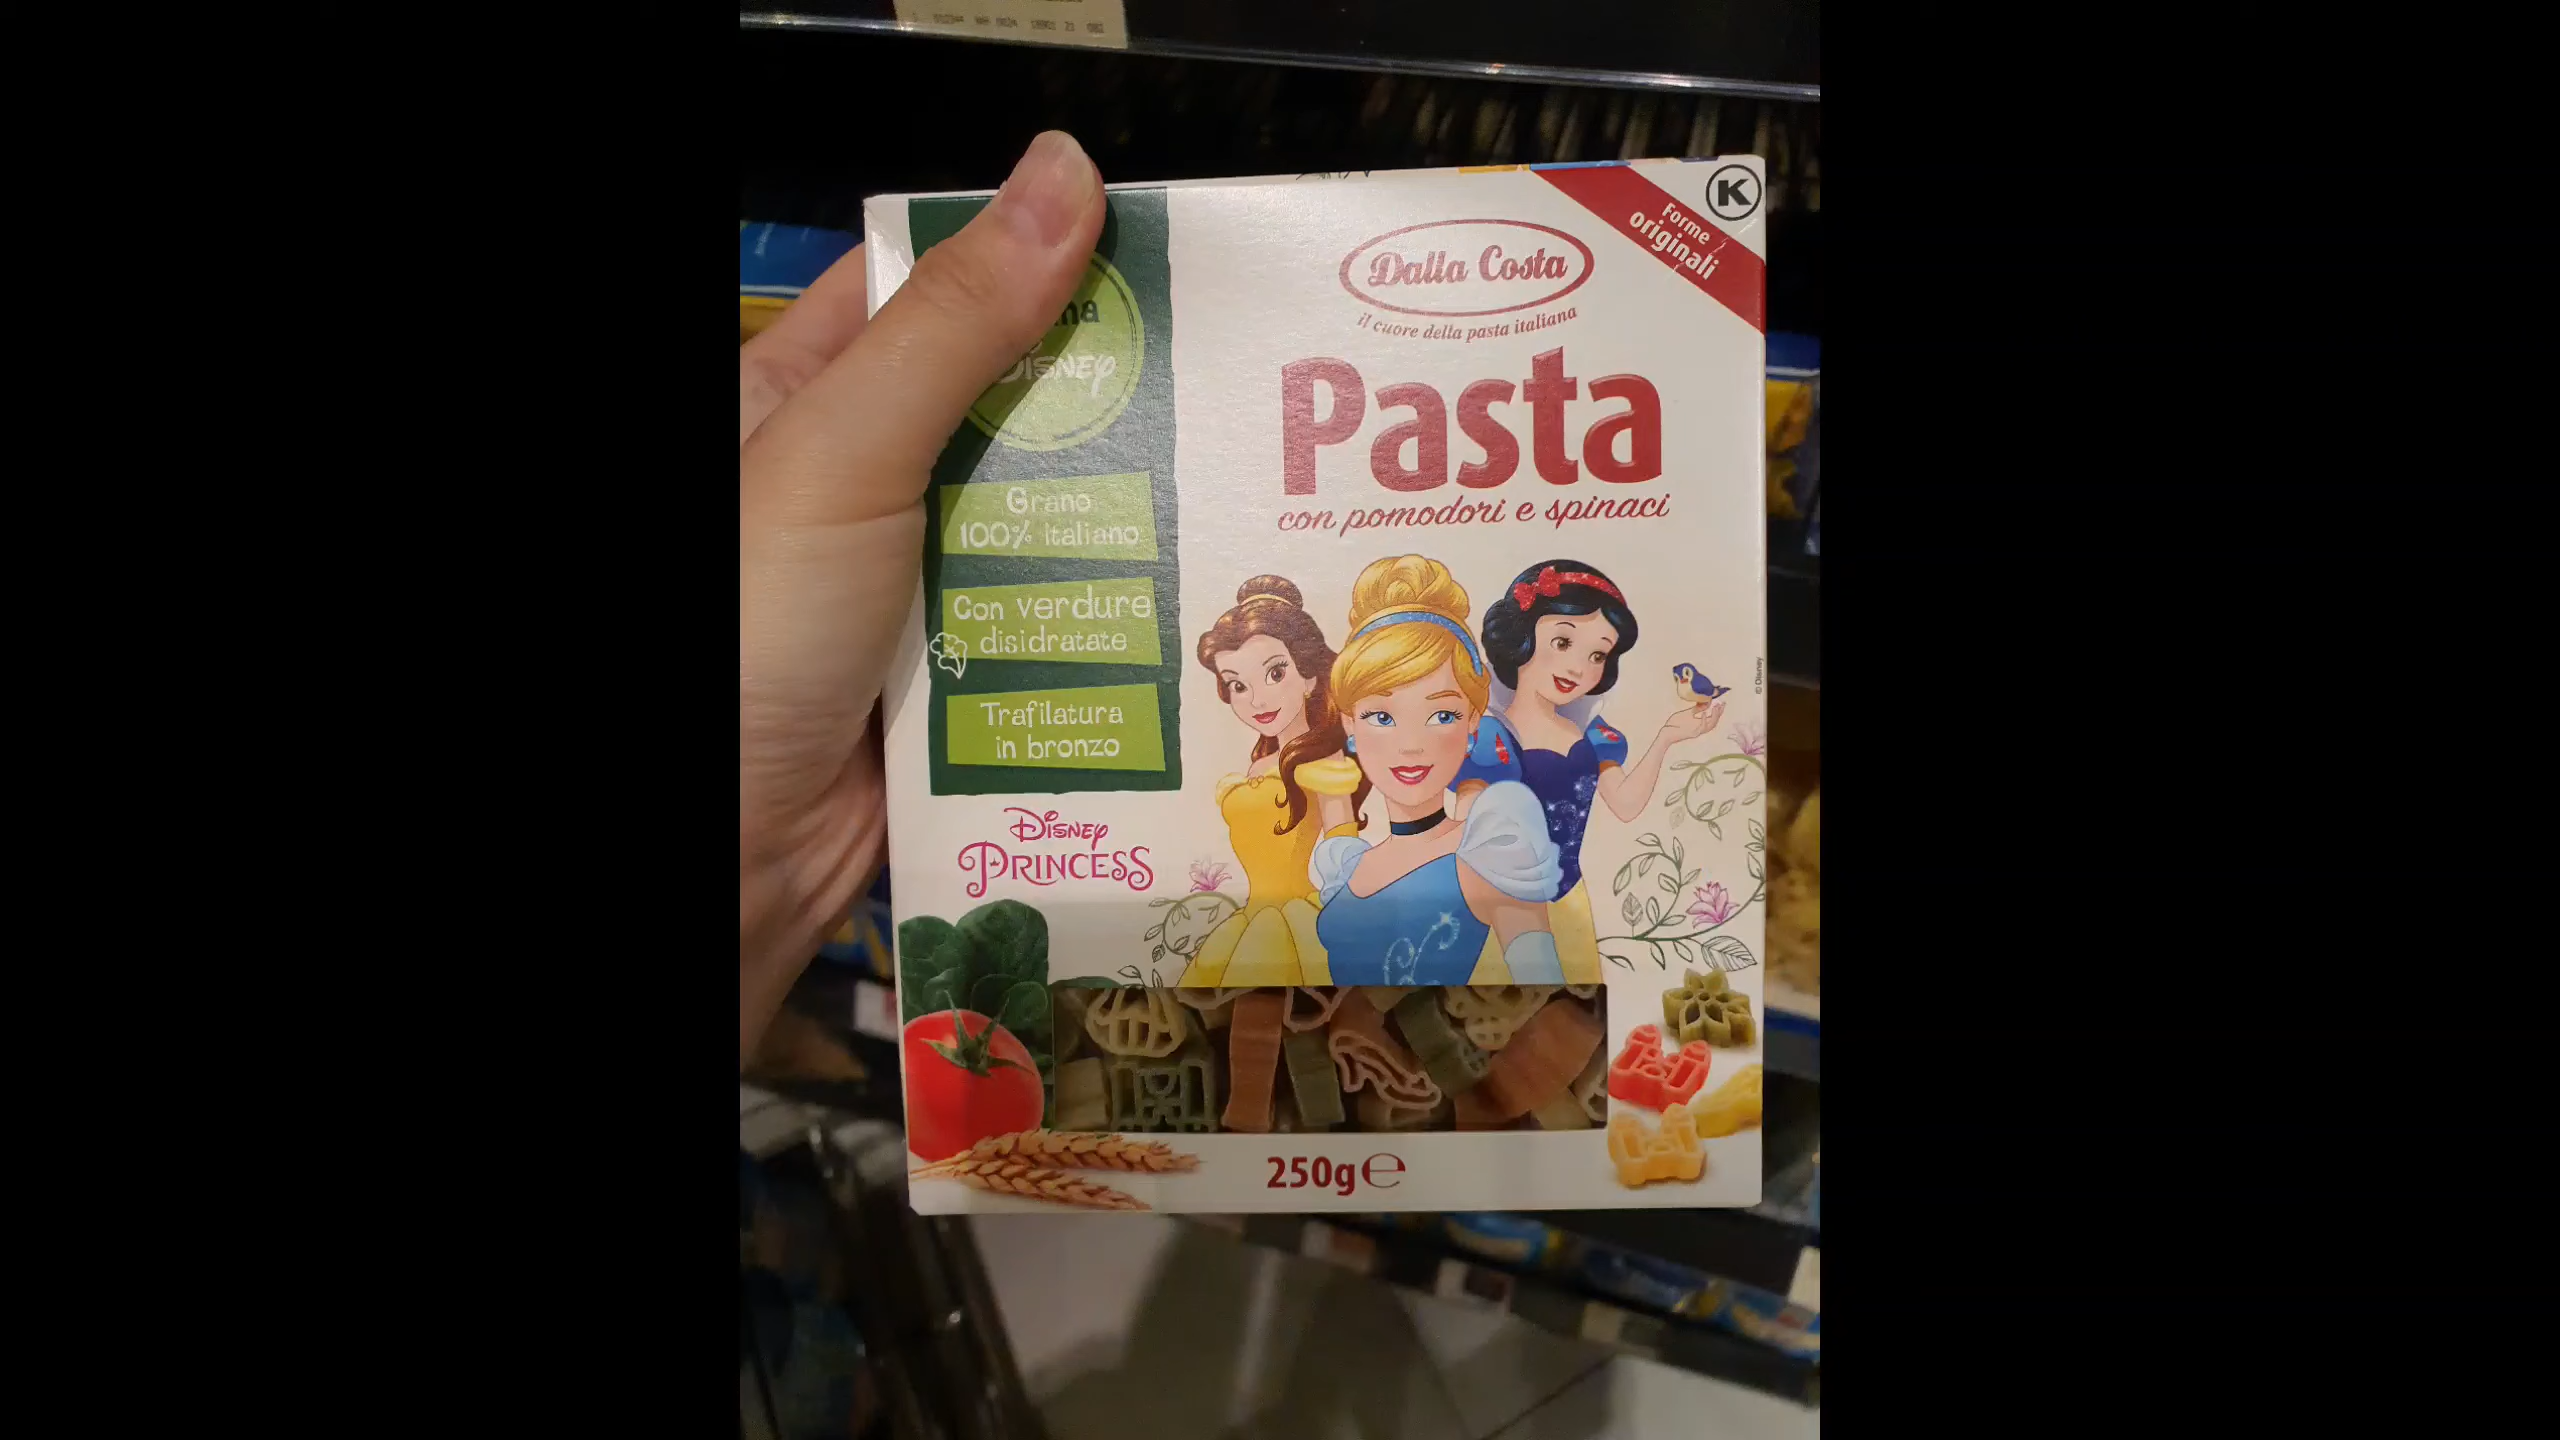 Forme
originali
K
Dalla Costa
il cuore della pasta italiana
Pasta
con pomodori e spinaci
DISNEY
Grano
100% italiano
Con verdure
disidratate
Trafilatura
in bronzo
© Disney
DISNEY
PRINCESS
250g e